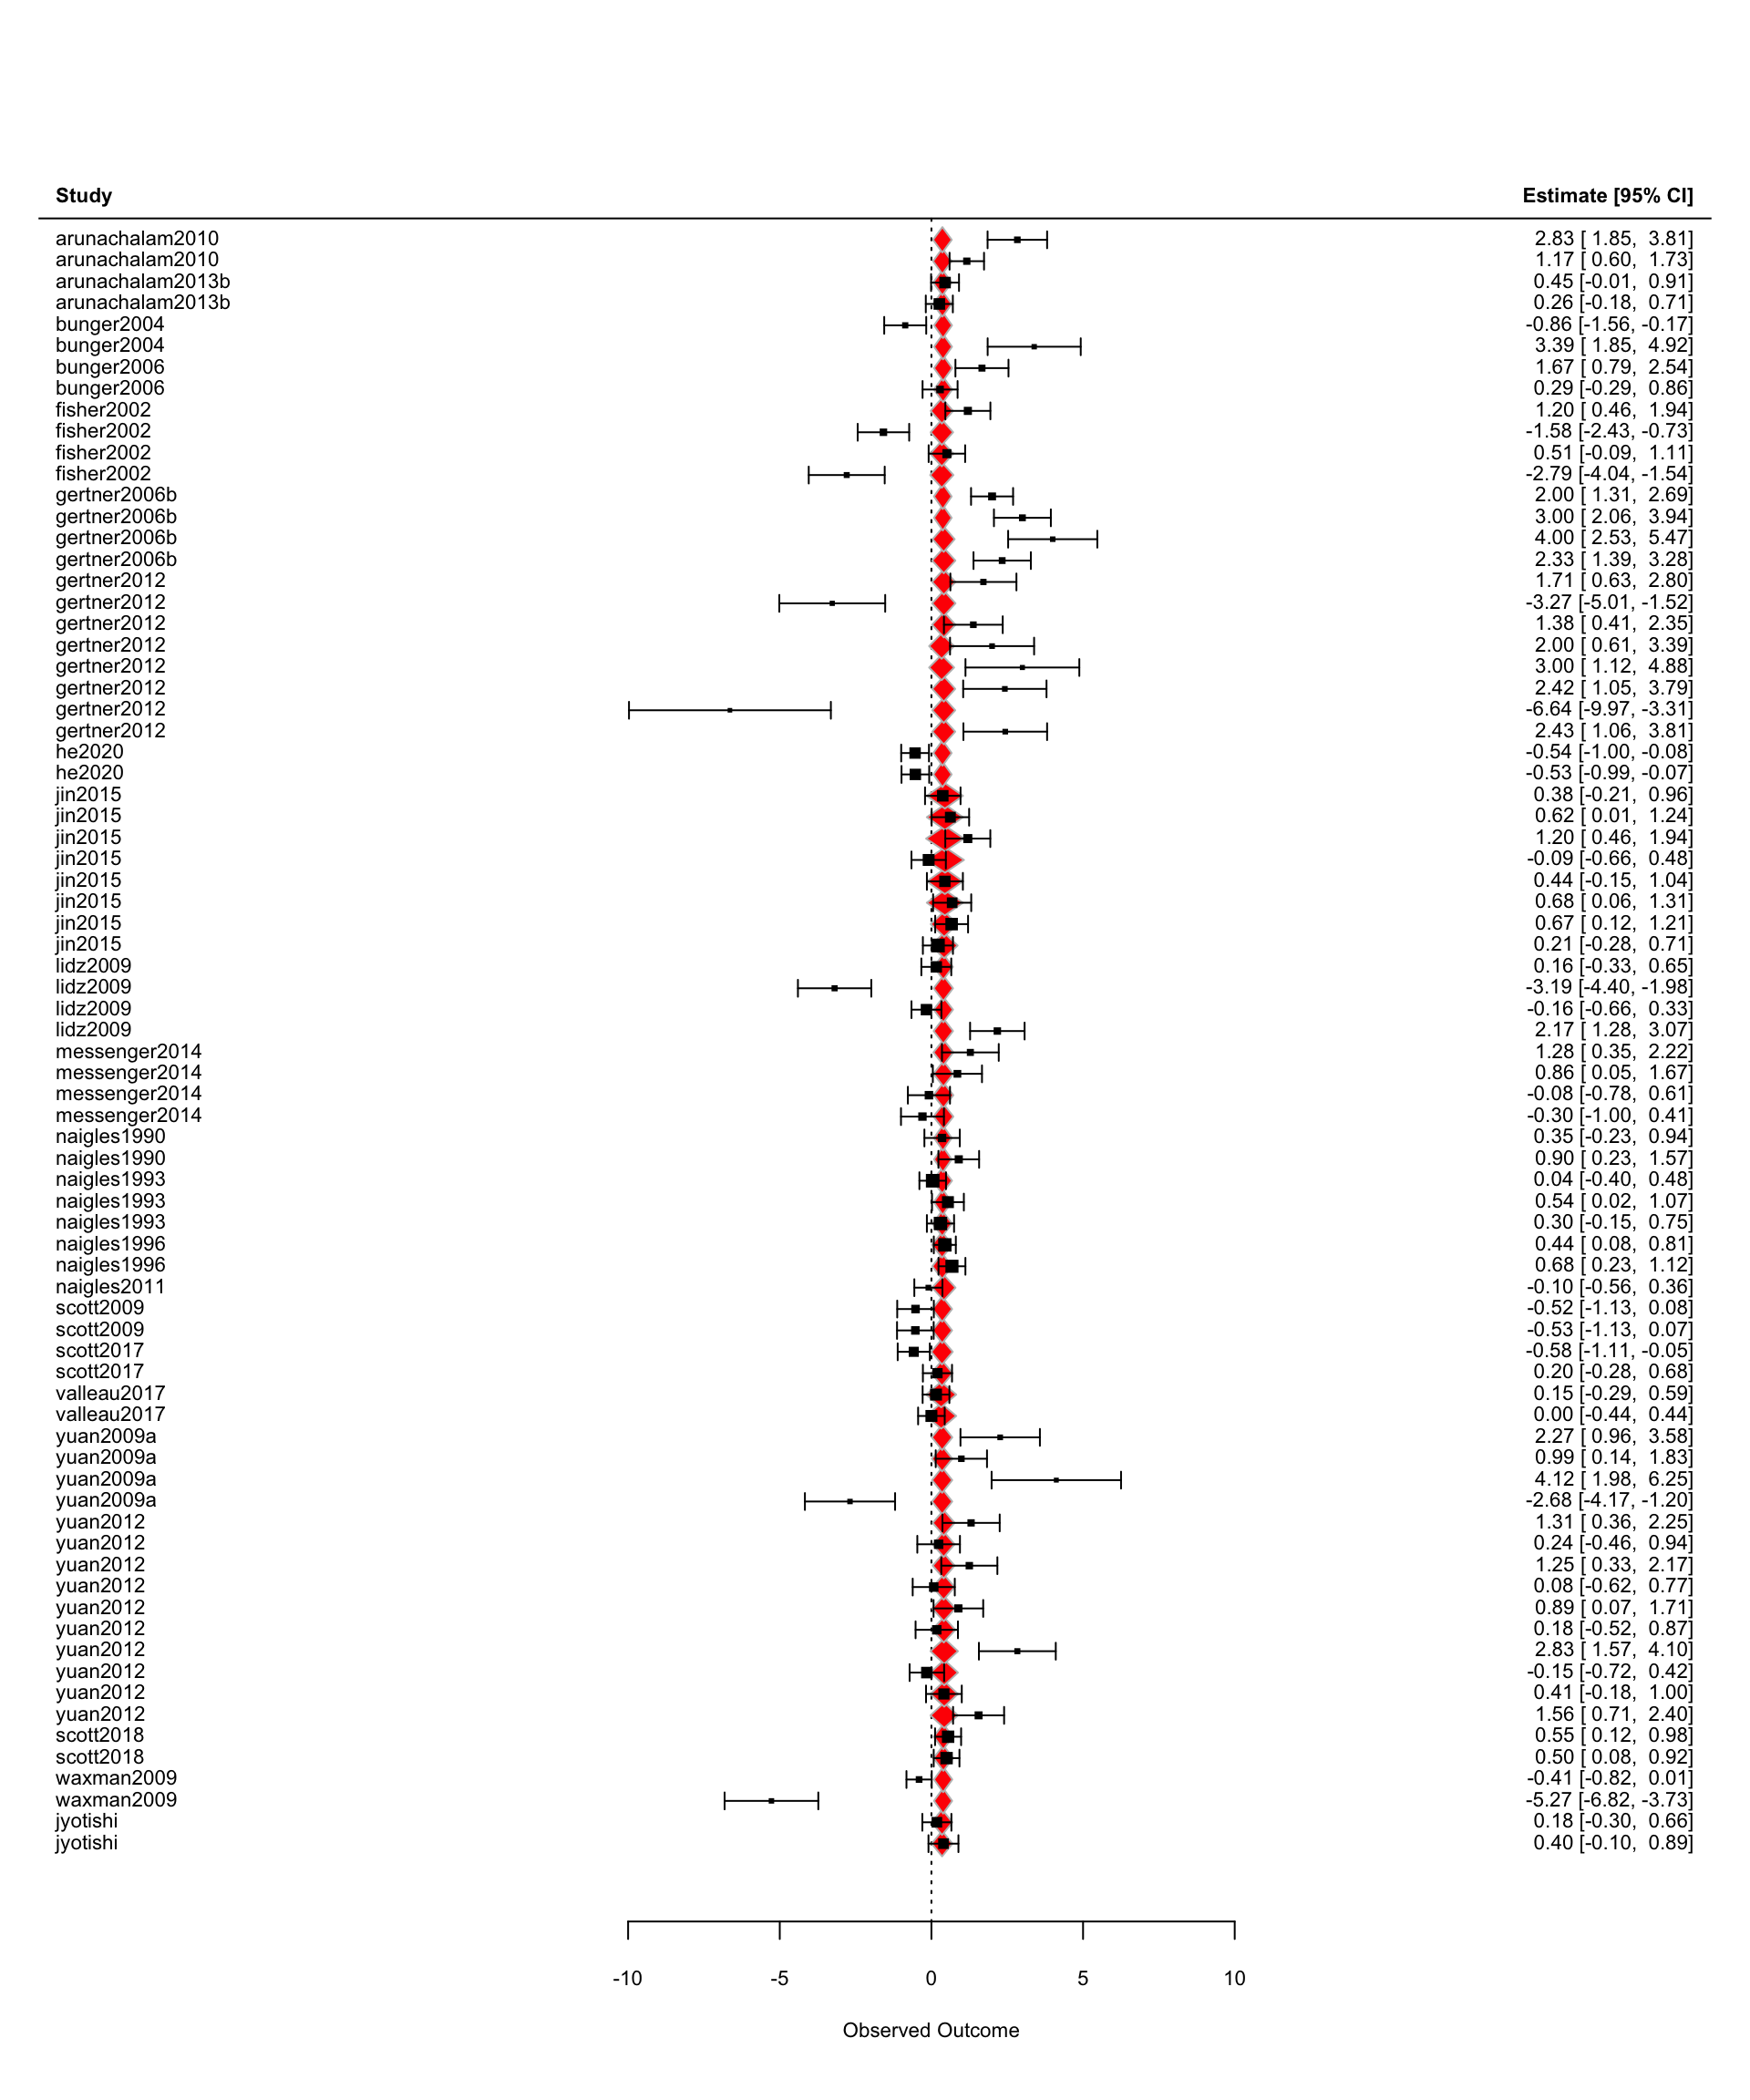 Study Estimate [95% CI]
arunachalam2010 2.83 [ 1.85, 3.81]
arunachalam2010 1.17 [ 0.60, 1.73]
arunachalam2013b 0.45 [-0.01, 0.91]
arunachalam2013b 0.26 [-0.18, 0.71]
bunger2004 -0.86 [-1.56, -0.17]
bunger2004 3.39 [ 1.85, 4.92]
bunger2006 1.67 [ 0.79, 2.54]
bunger2006 0.29 [-0.29, 0.86]
fisher2002 1.20 [ 0.46, 1.94]
fisher2002 -1.58 [-2.43, -0.73]
fisher2002 0.51 [-0.09, 1.11]
fisher2002 -2.79 [-4.04, -1.54]
gertner2006b 2.00 [ 1.31, 2.69]
gertner2006b 3.00 [ 2.06, 3.94]
gertner2006b 4.00 [ 2.53, 5.47]
gertner2006b 2.33 [ 1.39, 3.28]
gertner2012 1.71 [ 0.63, 2.80]
gertner2012 -3.27 [-5.01, -1.52]
gertner2012 1.38 [ 0.41, 2.35]
gertner2012 2.00 [ 0.61, 3.39]
gertner2012 3.00 [ 1.12, 4.88]
gertner2012 2.42 [ 1.05, 3.79]
gertner2012 -6.64 [-9.97, -3.31]
gertner2012 2.43 [ 1.06, 3.81]
he2020 -0.54 [-1.00, -0.08]
he2020 -0.53 [-0.99, -0.07]
jin2015 0.38 [-0.21, 0.96]
jin2015 0.62 [ 0.01, 1.24]
jin2015 1.20 [ 0.46, 1.94]
jin2015 -0.09 [-0.66, 0.48]
jin2015 0.44 [-0.15, 1.04]
jin2015 0.68 [ 0.06, 1.31]
jin2015 0.67 [ 0.12, 1.21]
jin2015 0.21 [-0.28, 0.71]
lidz2009 0.16 [-0.33, 0.65]
lidz2009 -3.19 [-4.40, -1.98]
lidz2009 -0.16 [-0.66, 0.33]
lidz2009 2.17 [ 1.28, 3.07]
messenger2014 1.28 [ 0.35, 2.22]
messenger2014 0.86 [ 0.05, 1.67]
messenger2014 -0.08 [-0.78, 0.61]
messenger2014 -0.30 [-1.00, 0.41]
naigles1990 0.35 [-0.23, 0.94]
naigles1990 0.90 [ 0.23, 1.57]
naigles1993 0.04 [-0.40, 0.48]
naigles1993 0.54 [ 0.02, 1.07]
naigles1993 0.30 [-0.15, 0.75]
naigles1996 0.44 [ 0.08, 0.81]
naigles1996 0.68 [ 0.23, 1.12]
naigles2011 -0.10 [-0.56, 0.36]
scott2009 -0.52 [-1.13, 0.08]
scott2009 -0.53 [-1.13, 0.07]
scott2017 -0.58 [-1.11, -0.05]
scott2017 0.20 [-0.28, 0.68]
valleau2017 0.15 [-0.29, 0.59]
valleau2017 0.00 [-0.44, 0.44]
yuan2009a 2.27 [ 0.96, 3.58]
yuan2009a 0.99 [ 0.14, 1.83]
yuan2009a 4.12 [ 1.98, 6.25]
yuan2009a -2.68 [-4.17, -1.20]
yuan2012 1.31 [ 0.36, 2.25]
yuan2012 0.24 [-0.46, 0.94]
yuan2012 1.25 [ 0.33, 2.17]
yuan2012 0.08 [-0.62, 0.77]
yuan2012 0.89 [ 0.07, 1.71]
yuan2012 0.18 [-0.52, 0.87]
yuan2012 2.83 [ 1.57, 4.10]
yuan2012 -0.15 [-0.72, 0.42]
yuan2012 0.41 [-0.18, 1.00]
yuan2012 1.56 [ 0.71, 2.40]
scott2018 0.55 [ 0.12, 0.98]
scott2018 0.50 [ 0.08, 0.92]
waxman2009 -0.41 [-0.82, 0.01]
waxman2009 -5.27 [-6.82, -3.73]
jyotishi 0.18 [-0.30, 0.66]
jyotishi 0.40 [-0.10, 0.89]
-10 -5 0 5 10
Observed Outcome